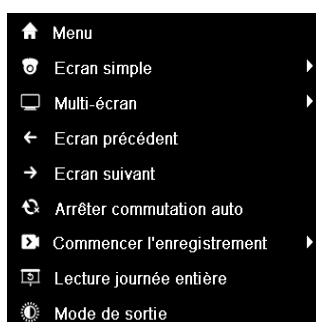 Menu
Ecran simple
Multi-écran
Ecran précédent
Ecran suivant
Arrêter commutation auto
Commencer l'enregistrement
Lecture journée entière
Mode de sortie